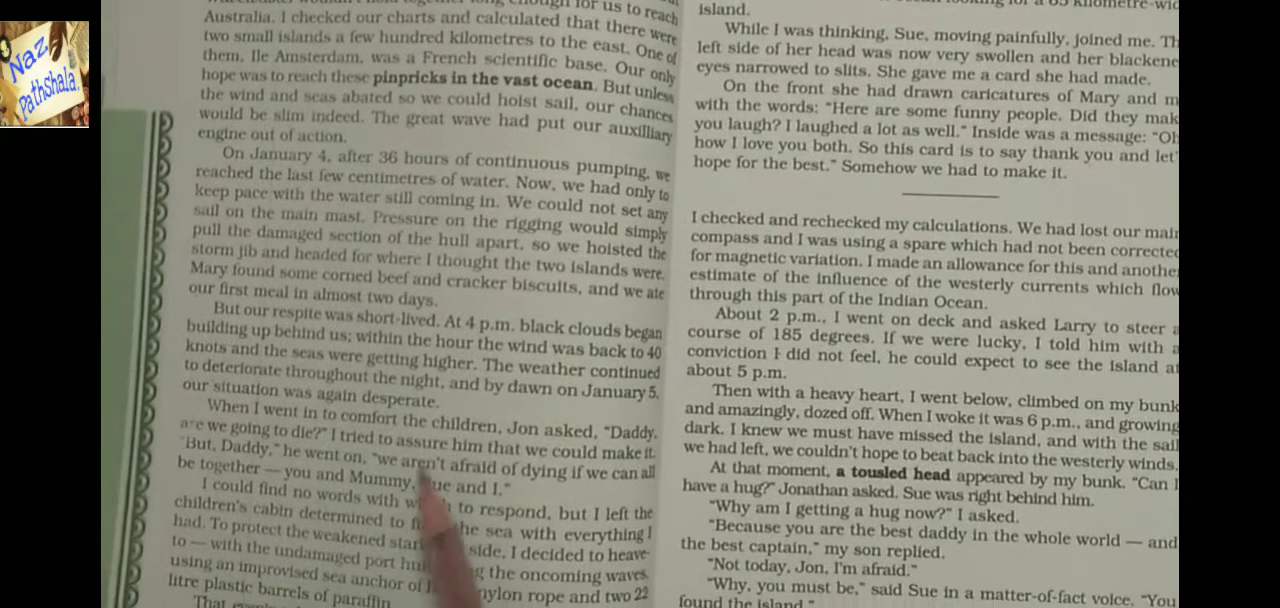 Naz
Pathshala.
for us to reach
Australia. I checked our charts and calculated that there were
two small islands a few hundred kilometres to the east. One of
them, Ile Amsterdam, was a French scientific base. Our only
hope was to reach these pinpricks in the vast ocean. But unless
the wind and seas abated so we could hoist sail, our chances
would be slim indeed. The great wave had put our auxilliary
engine out of action.
On January 4, after 36 hours of continuous pumping, we
reached the last few centimetres of water. Now, we had only to
keep pace with the water still coming in. We could not set any
sail on the main mast. Pressure on the rigging would simply
pull the damaged section of the hull apart, so we hoisted the
storm jib and headed for where I thought the two islands were.
Mary found some corned beef and cracker biscuits, and we ate
our first meal in almost two days.
But our respite was short-lived. At 4 p.m. black clouds began
building up behind us; within the hour the wind was back to 40
knots and the seas were getting higher. The weather continued
to deteriorate throughout the night, and by dawn on January 5,
our situation was again desperate.
When I went in to comfort the children, Jon asked, “Daddy,
are we going to die?” I tried to assure him that we could make it.
“But, Daddy,” he went on, “we aren't afraid of dying if we can all
be together — you and Mummy, Sue and I.”
I could find no words with to respond, but I left the
children's cabin determined to the sea with everything I
had. To protect the weakened side, I decided to heave-
to — with the undamaged port the oncoming waves,
using an improvised sea anchor of nylon rope and two 22
litre plastic barrels of paraffin.
island.
While I was thinking, Sue, moving painfully, joined me.
left side of her head was now very swollen and her
eyes narrowed to slits. She gave me a card she had made.
On the front she had drawn caricatures of Mary and
with the words: “Here are some funny people. Did they
you laugh? I laughed a lot as well.” Inside was a message:
how I love you both. So this card is to say thank you and
hope for the best.” Somehow we had to make it.
I checked and rechecked my calculations. We had lost our
compass and I was using a spare which had not been corrected
for magnetic variation. I made an allowance for this and
estimate of the influence of the westerly currents which
through this part of the Indian Ocean.
About 2 p.m., I went on deck and asked Larry to steer a
course of 185 degrees. If we were lucky, I told him with a
conviction I did not feel, he could expect to see the island at
about 5 p.m.
Then with a heavy heart, I went below, climbed on my bunk
and amazingly, dozed off. When I woke it was 6 p.m., and growing
dark. I knew we must have missed the island, and with the sail
we had left, we couldn't hope to beat back into the westerly winds.
At that moment, a tousled head appeared by my bunk. “Can I
have a hug?” Jonathan asked. Sue was right behind him.
“Why am I getting a hug now?” I asked.
“Because you are the best daddy in the whole world — and
the best captain,” my son replied.
“Not today, Jon, I'm afraid.”
“Why, you must be,” said Sue in a matter-of-fact voice. “You
found the island.”